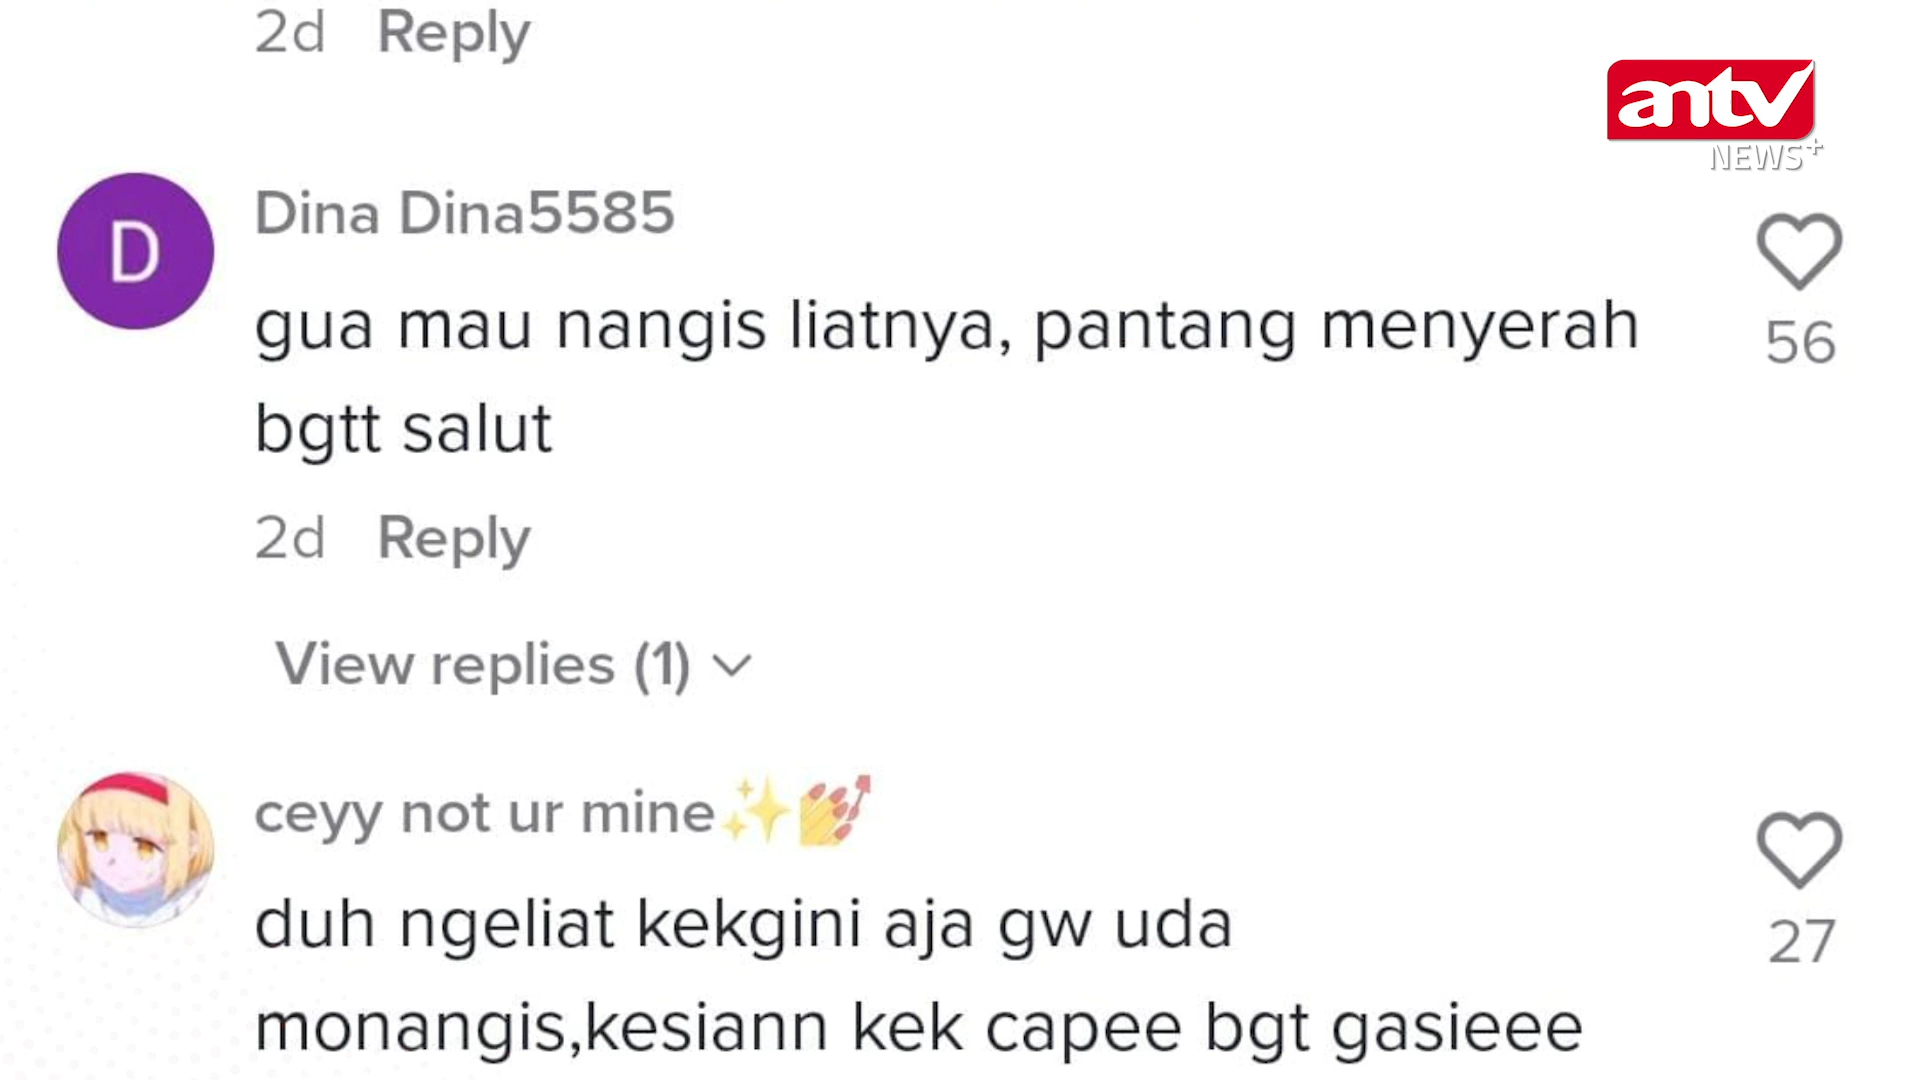 2d Reply
antv
NEWS+
Dina Dina5585
gua mau nangis liatnya, pantang menyerah
bgtt salut
56
2d Reply
View replies (1)
ceyy not ur mine✨💅
duh ngeliat kekgini aja gw uda
monangis,kesiann kek capee bgt gasieee
27
D